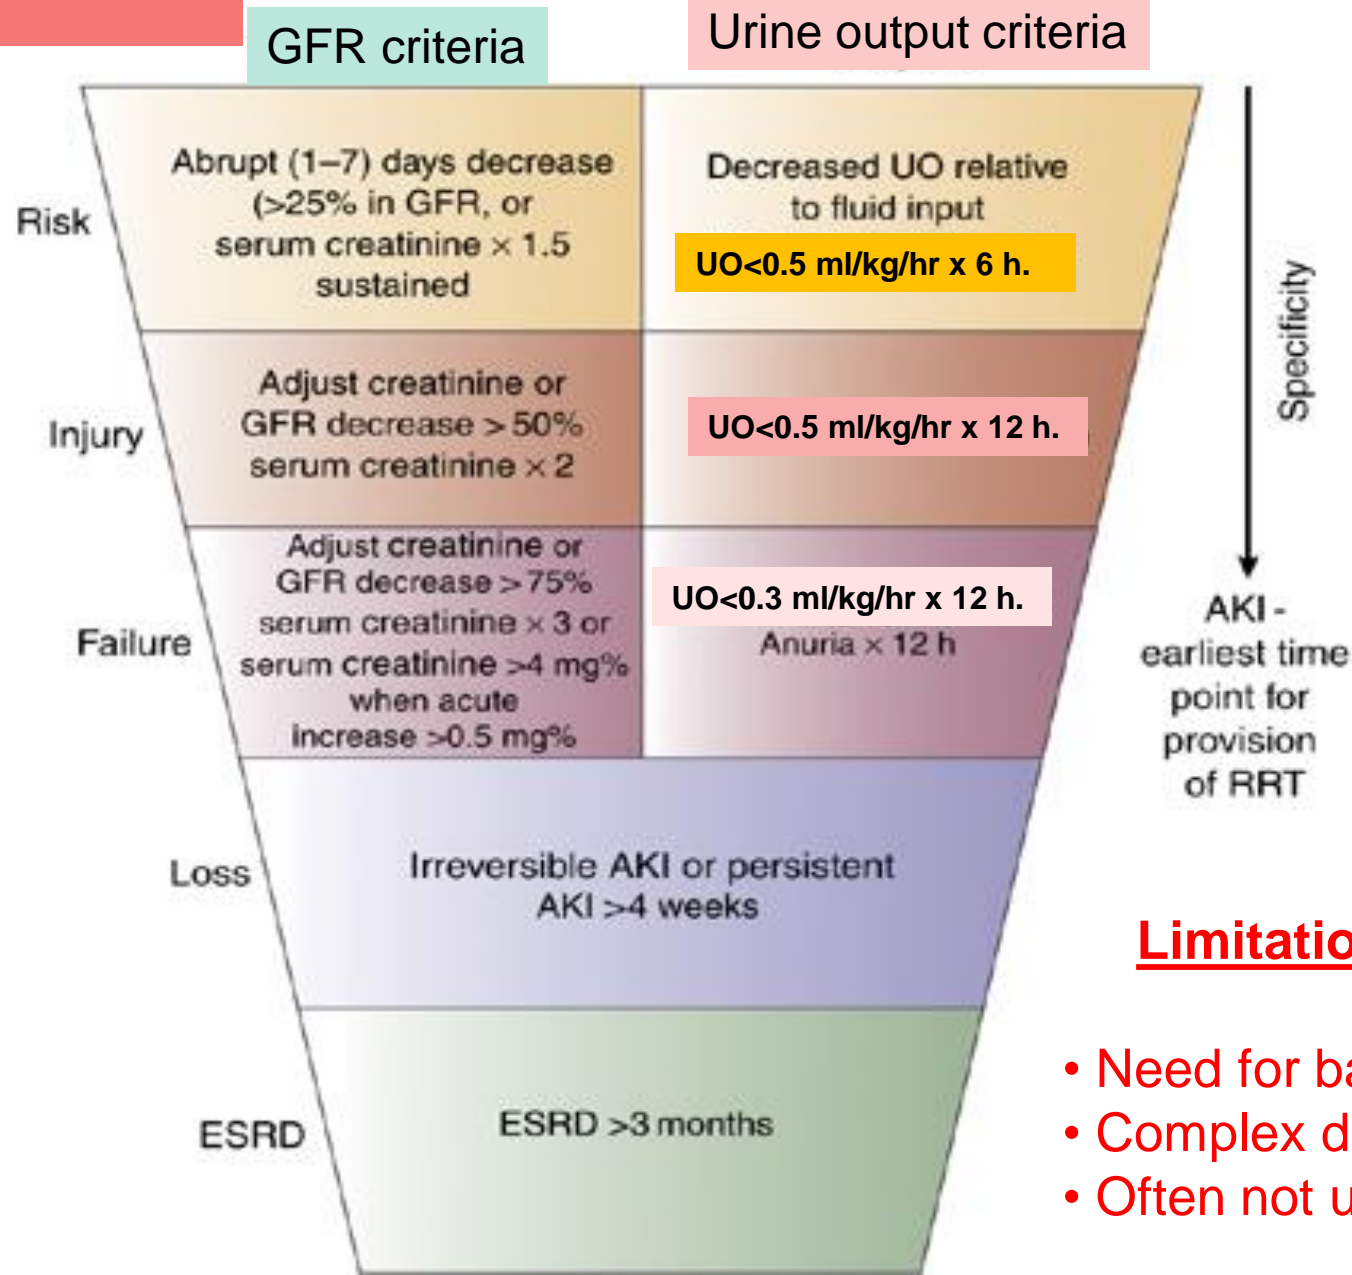 GFR criteria
Urine output criteria
Risk
Abrupt (1–7) days decrease
(>25% in GFR, or
serum creatinine × 1.5
sustained
Decreased UO relative
to fluid input
UO<0.5 ml/kg/hr x 6 h.
Specificity
Injury
Adjust creatinine or
GFR decrease > 50%
serum creatinine × 2
UO<0.5 ml/kg/hr x 12 h.
Failure
Adjust creatinine or
GFR decrease > 75%
serum creatinine × 3 or
serum creatinine >4 mg%
when acute
increase >0.5 mg%
UO<0.3 ml/kg/hr x 12 h.
Anuria × 12 h
AKI -
earliest time
point for
provision
of RRT
Loss
Irreversible AKI or persistent
AKI >4 weeks
ESRD
ESRD >3 months
Limitatio
• Need for ba
• Complex d
• Often not u